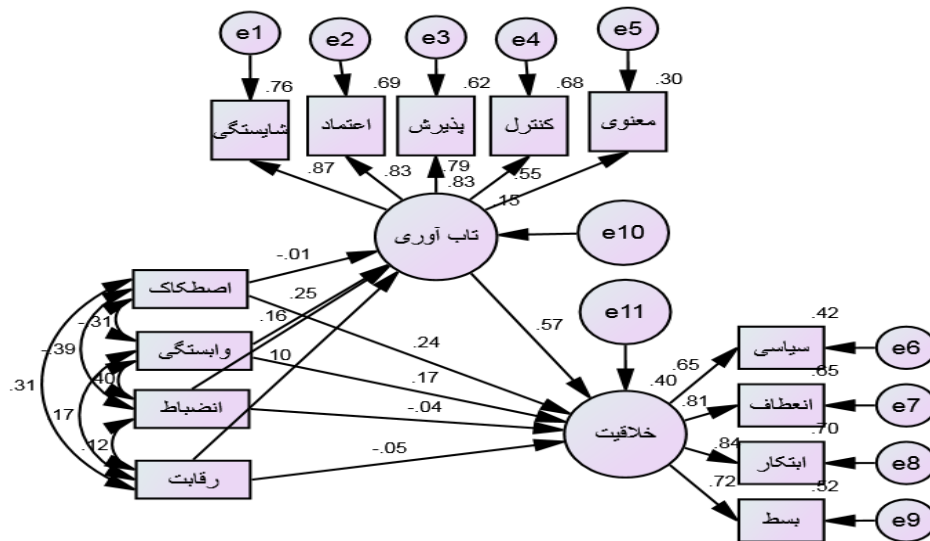 e1 e2 e3 e4 e5
.76 .69 .62 .68 .30
شایستگی اعتماد پذیرش کنترل معنوی
.87 .83 .79 .83 .55
.15
تاب آوری
e10
-.01
e11
اصطکاک
.25
.16
.57
.42
-.31
وابستگی
.24
.65
سیاسی
e6
-.39
.31
.10
.17
.40
.65
.40
انضباط
-.04
خلاقیت
.81
انعطاف
e7
.17
.70
.12
-.05
.84
ابتکار
e8
رقابت
.72
.52
بسط
e9